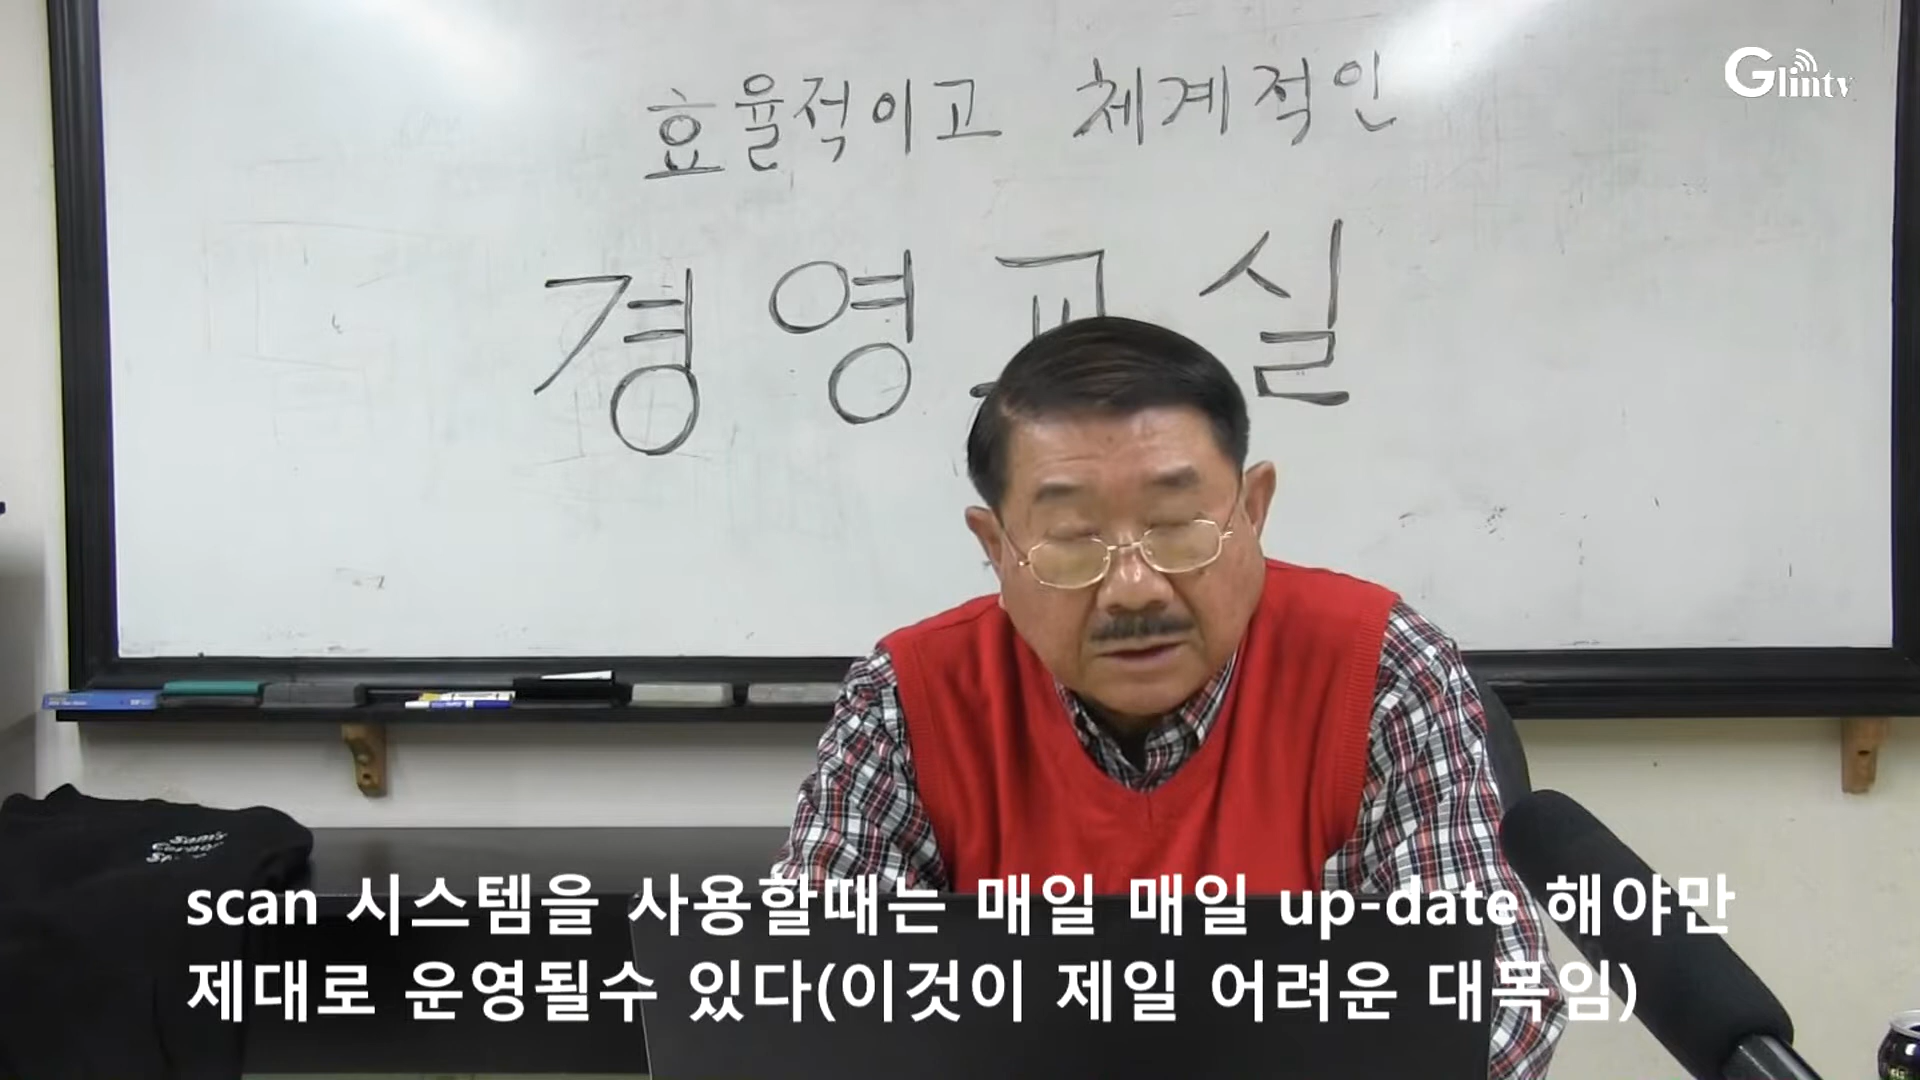 Glintv
효율적이고 체계적인
경영교실
Sam's
Corner
scan 시스템을 사용할때는 매일 매일 up-date 해야만
제대로 운영될수 있다(이것이 제일 어려운 대목임)